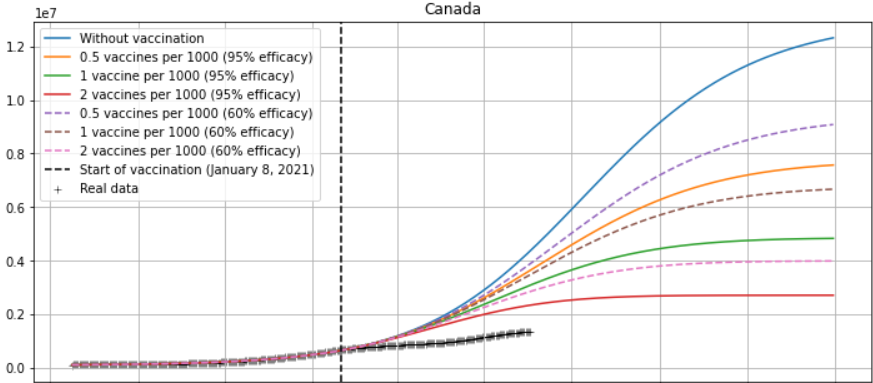 Canada
1e7
1.2
1.0
0.8
0.6
0.4
0.2
0.0
Without vaccination
0.5 vaccines per 1000 (95% efficacy)
1 vaccine per 1000 (95% efficacy)
2 vaccines per 1000 (95% efficacy)
0.5 vaccines per 1000 (60% efficacy)
1 vaccine per 1000 (60% efficacy)
2 vaccines per 1000 (60% efficacy)
Start of vaccination (January 8, 2021)
Real data